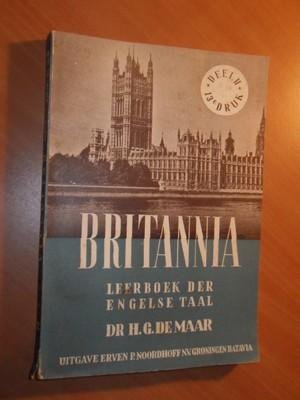 DEEL II
13e DRUK
BRITANNIA
LEERBOEK DER
ENGELSE TAAL
DR H. G. DE MAAR
UITGAVE ERVEN P. NOORDHOFF N.V. GRONINGEN BATAVIA